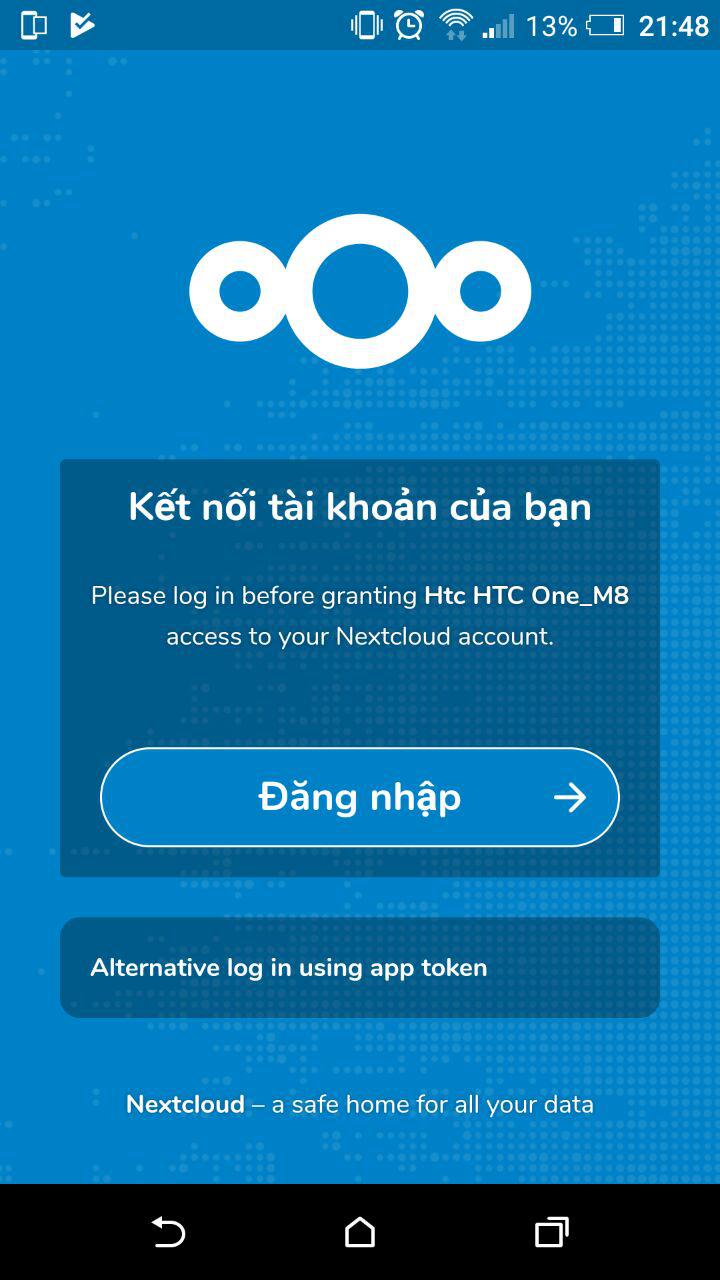 13% 21:48
Kết nối tài khoản của bạn
Please log in before granting Htc HTC One_M8
access to your Nextcloud account.
Đăng nhập
Alternative log in using app token
Nextcloud – a safe home for all your data